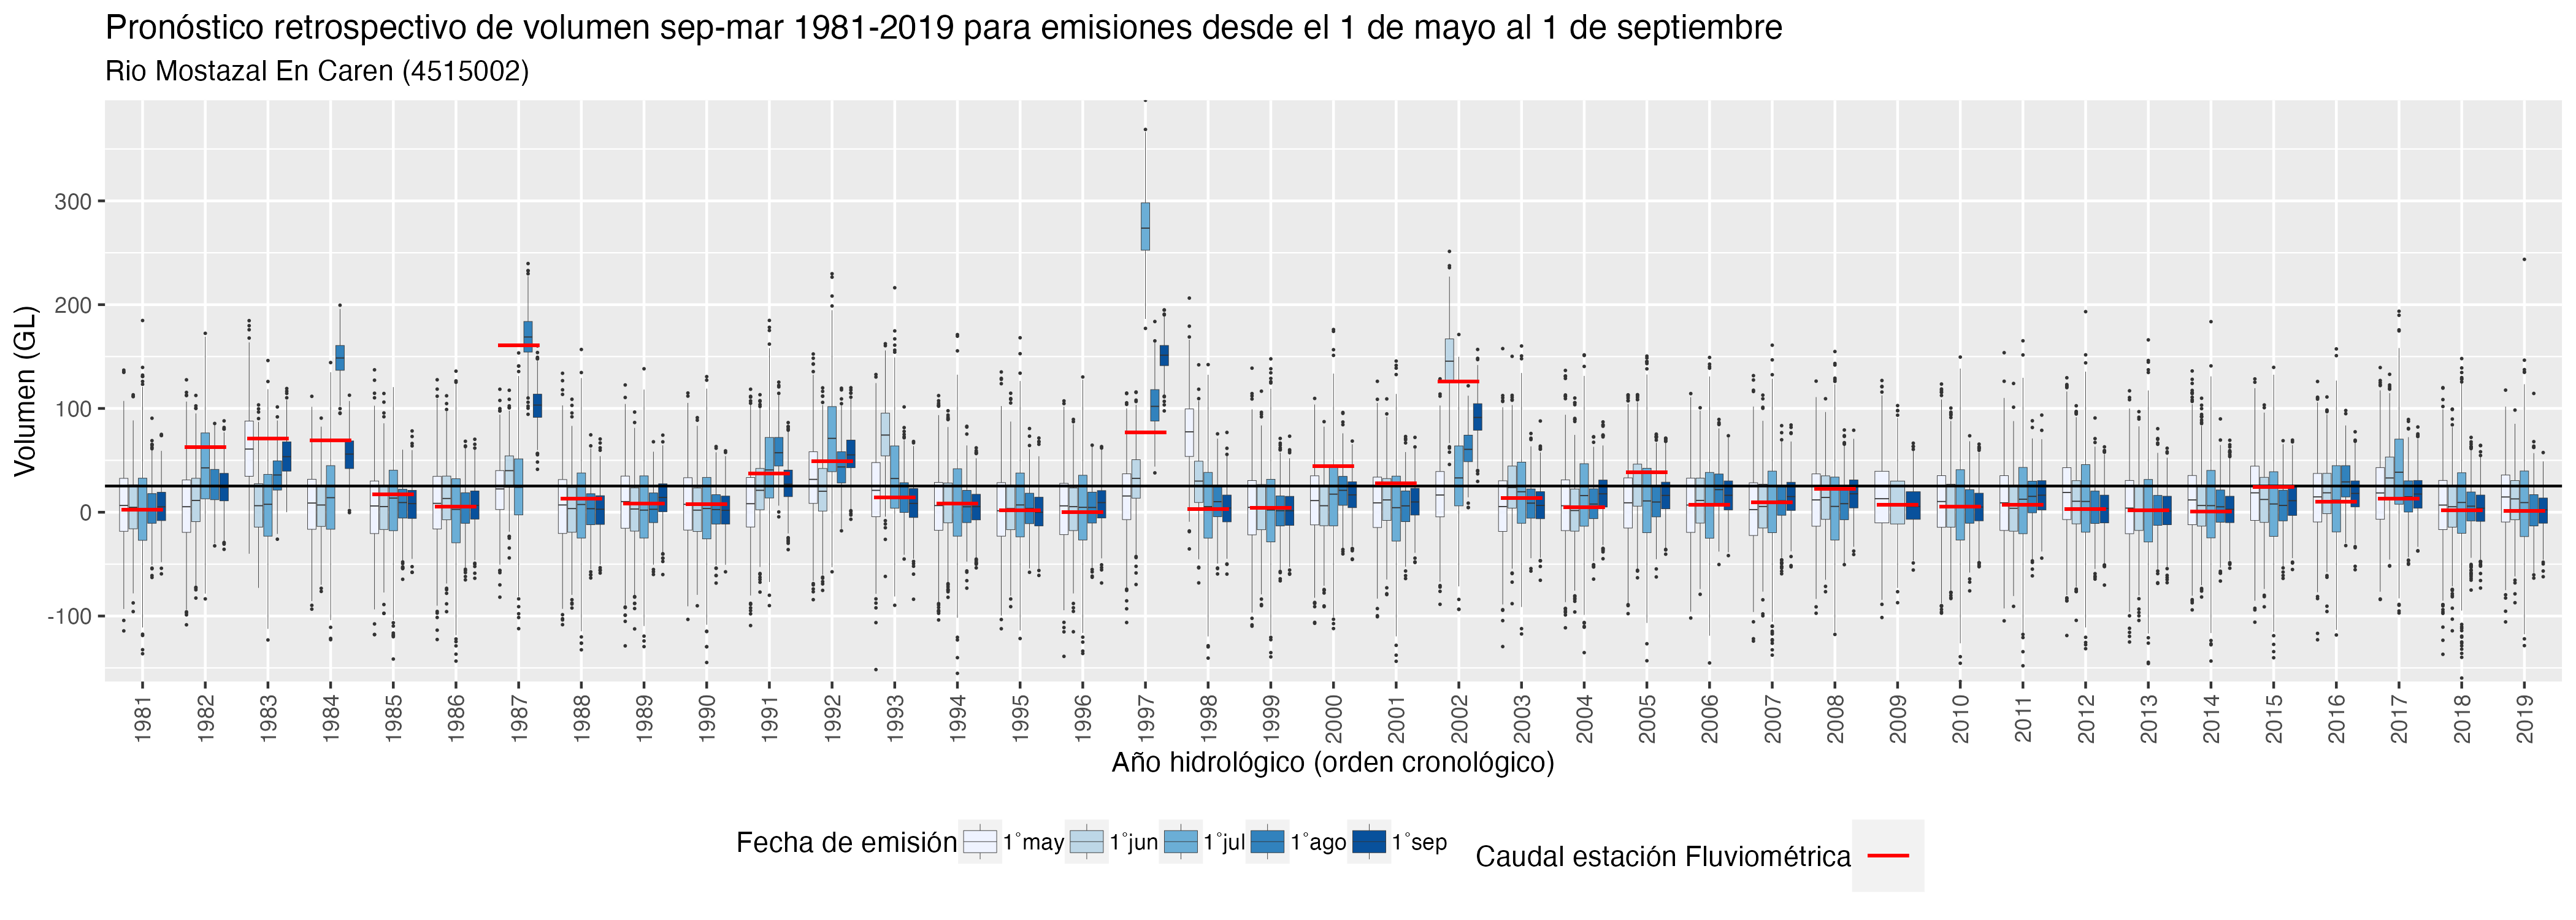 Pronóstico retrospectivo de volumen sep-mar 1981-2019 para emisiones desde el 1 de mayo al 1 de septiembre
Rio Mostazal En Caren (4515002)
Volumen (GL)
300
200
100
0
-100
1981 1982 1983 1984 1985 1986 1987 1988 1989 1990 1991 1992 1993 1994 1995 1996 1997 1998 1999 2000 2001 2002 2003 2004 2005 2006 2007 2008 2009 2010 2011 2012 2013 2014 2015 2016 2017 2018 2019
Año hidrológico (orden cronológico)
Fecha de emisión 1°may 1°jun 1°jul 1°ago 1°sep
Caudal estación Fluviométrica